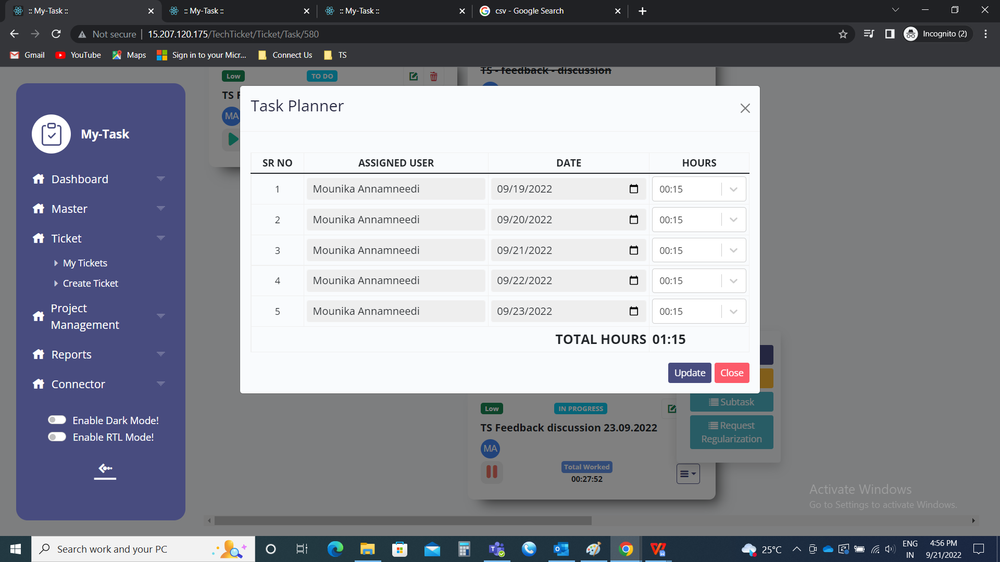 :: My-Task ::
:: My-Task ::
:: My-Task ::
csv - Google Search
Not secure
15.207.120.175/TechTicket/Ticket/Task/580
Incognito (2)
Gmail
YouTube
Maps
Sign in to your Micr...
Connect Us
TS
My-Task
Dashboard
Master
Ticket
My Tickets
Create Ticket
Project
Management
Reports
Connector
Enable Dark Mode!
Enable RTL Mode!
Low
TO DO
TS F
MA
TS - feedback - discussion
Task Planner
SR NO ASSIGNED USER DATE HOURS
1 Mounika Annamneedi 09/19/2022 00:15
2 Mounika Annamneedi 09/20/2022 00:15
3 Mounika Annamneedi 09/21/2022 00:15
4 Mounika Annamneedi 09/22/2022 00:15
5 Mounika Annamneedi 09/23/2022 00:15
TOTAL HOURS 01:15
Update
Close
Subtask
Request
Regularization
Low
IN PROGRESS
TS Feedback discussion 23.09.2022
MA
Total Worked
00:27:52
Activate Windows
Go to Settings to activate Windows.
Search work and your PC
25°C
ENG
IN
4:56 PM
9/21/2022